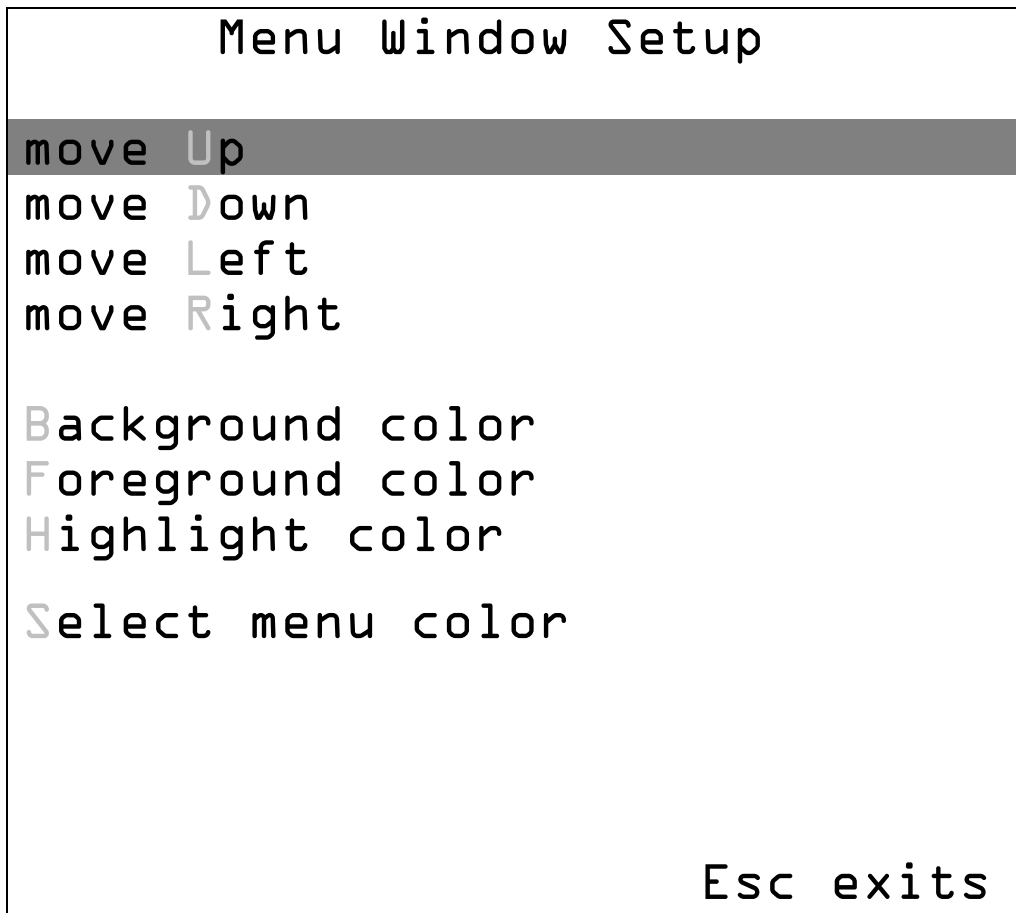 Menu Window Setup
move Up
move Down
move Left
move Right
Background color
Foreground color
Highlight color
Select menu color
Esc exits